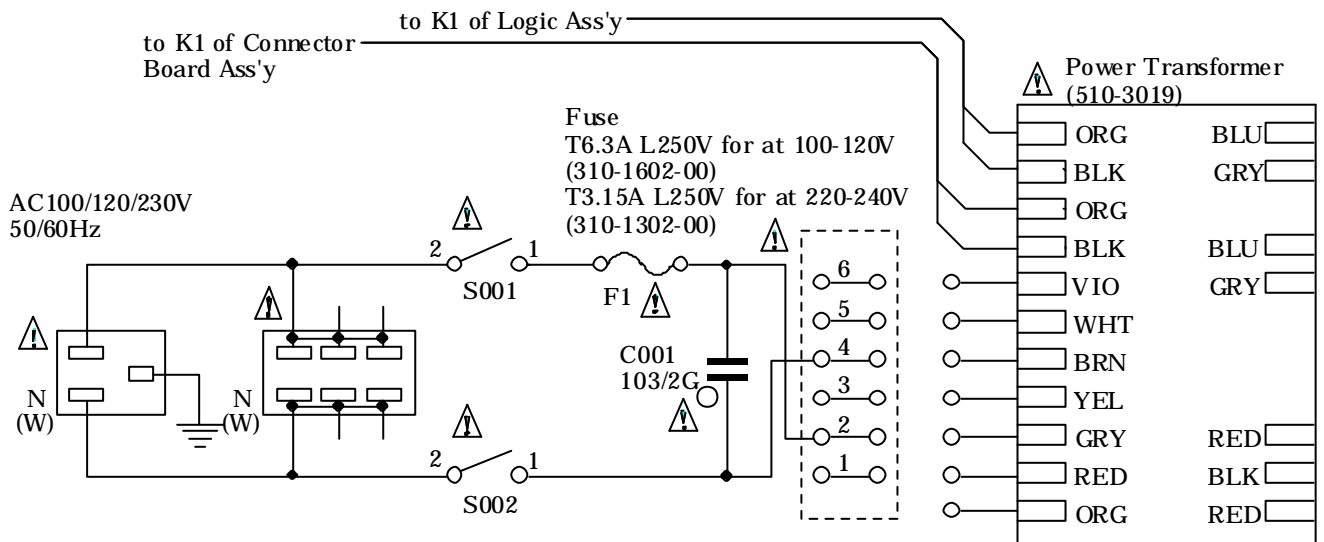 to K1 of Logic Ass'y
to K1 of Connector
Board Ass'y
Power Transformer
(510-3019)
Fuse
T6.3A L250V for at 100-120V
(310-1602-00)
T3.15A L250V for at 220-240V
(310-1302-00)
AC100/120/230V
50/60Hz
ORG BLU
BLK GRY
ORG
BLK BLU
VIO GRY
WHT
BRN
YEL
GRY RED
RED BLK
ORG RED
!
!
!
!
!
!
!
!
2 1
S001
F1
6
5
4
3
2
1
C001
103/2G
N
(W)
N
(W)
2 1
S002